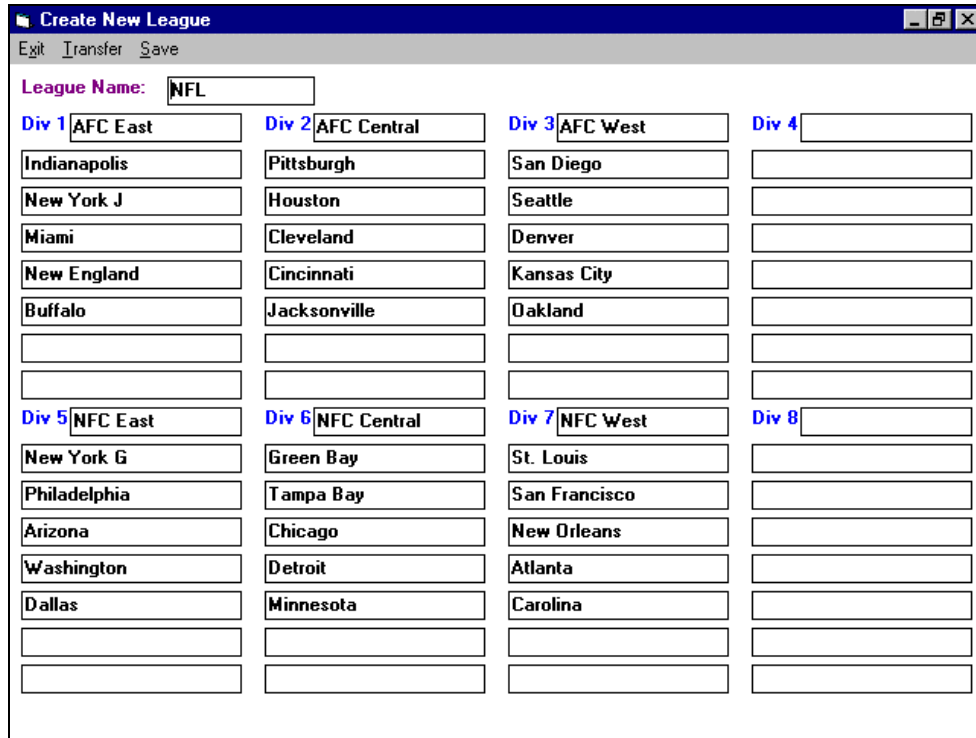 Create New League
Exit Transfer Save
League Name: NFL
Div 1 AFC East Div 2 AFC Central Div 3 AFC West Div 4
Indianapolis Pittsburgh San Diego
New York J Houston Seattle
Miami Cleveland Denver
New England Cincinnati Kansas City
Buffalo Jacksonville Oakland
Div 5 NFC East Div 6 NFC Central Div 7 NFC West Div 8
New York G Green Bay St. Louis
Philadelphia Tampa Bay San Francisco
Arizona Chicago New Orleans
Washington Detroit Atlanta
Dallas Minnesota Carolina